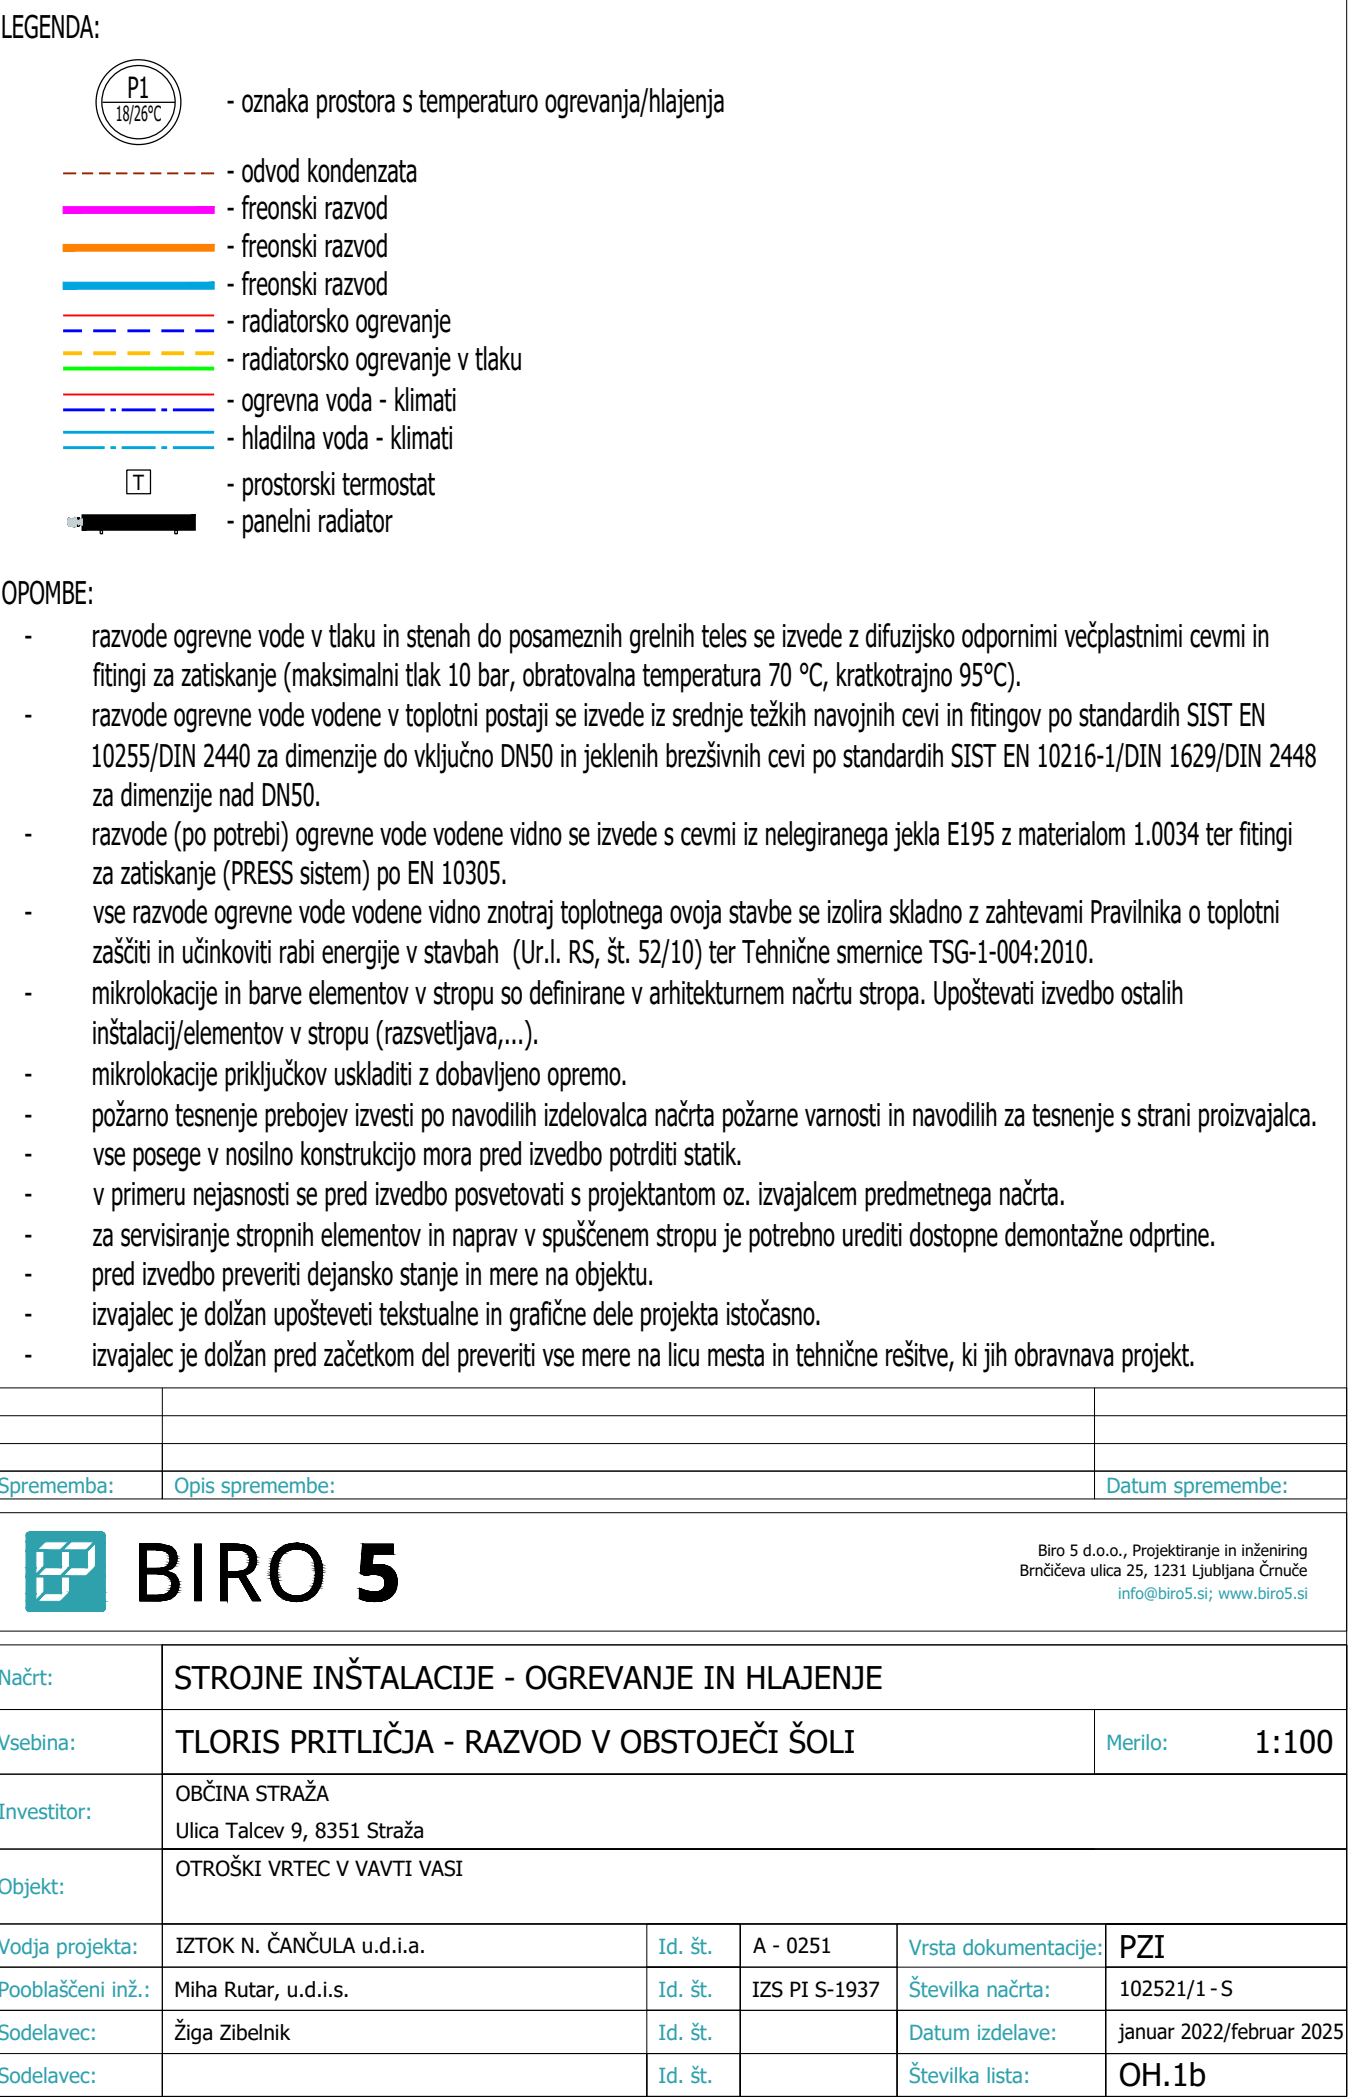 LEGENDA:
P1
18/26°C
- oznaka prostora s temperaturo ogrevanja/hlajenja
- odvod kondenzata
- freonski razvod
- freonski razvod
- freonski razvod
- radiatorsko ogrevanje
- radiatorsko ogrevanje v tlaku
- ogrevna voda - klimati
- hladilna voda - klimati
T - prostorski termostat
- panelni radiator
OPOMBE:
- razvode ogrevne vode v tlaku in stenah do posameznih grelnih teles se izvede z difuzijsko odpornimi večplastnimi cevmi in
fitingi za zatiskanje (maksimalni tlak 10 bar, obratovalna temperatura 70 °C, kratkotrajno 95°C).
- razvode ogrevne vode vodene v toplotni postaji se izvede iz srednje težkih navojnih cevi in fitingov po standardih SIST EN
10255/DIN 2440 za dimenzije do vključno DN50 in jeklenih brezšivnih cevi po standardih SIST EN 10216-1/DIN 1629/DIN 2448
za dimenzije nad DN50.
- razvode (po potrebi) ogrevne vode vodene vidno se izvede s cevmi iz nelegiranega jekla E195 z materialom 1.0034 ter fitingi
za zatiskanje (PRESS sistem) po EN 10305.
- vse razvode ogrevne vode vodene vidno znotraj toplotnega ovoja stavbe se izolira skladno z zahtevami Pravilnika o toplotni
zaščiti in učinkoviti rabi energije v stavbah (Ur.l. RS, št. 52/10) ter Tehnične smernice TSG-1-004:2010.
- mikrolokacije in barve elementov v stropu so definirane v arhitekturnem načrtu stropa. Upoštevati izvedbo ostalih
inštalacij/elementov v stropu (razsvetljava,...).
- mikrolokacije priključkov uskladiti z dobavljeno opremo.
- požarno tesnenje prebojev izvesti po navodilih izdelovalca načrta požarne varnosti in navodilih za tesnenje s strani proizvajalca.
- vse posege v nosilno konstrukcijo mora pred izvedbo potrditi statik.
- v primeru nejasnosti se pred izvedbo posvetovati s projektantom oz. izvajalcem predmetnega načrta.
- za servisiranje stropnih elementov in naprav v spuščenem stropu je potrebno urediti dostopne demontažne odprtine.
- pred izvedbo preveriti dejansko stanje in mere na objektu.
- izvajalec je dolžan upošteveti tekstualne in grafične dele projekta istočasno.
- izvajalec je dolžan pred začetkom del preveriti vse mere na licu mesta in tehnične rešitve, ki jih obravnava projekt.
Sprememba: Opis spremembe: Datum spremembe:
BIRO 5
Biro 5 d.o.o., Projektiranje in inženiring
Brnčičeva ulica 25, 1231 Ljubljana Črnuče
info@biro5.si; www.biro5.si
Načrt: STROJNE INŠTALACIJE - OGREVANJE IN HLAJENJE
Vsebina: TLORIS PRITLIČJA - RAZVOD V OBSTOJEČI ŠOLI Merilo: 1:100
Investitor: OBČINA STRAŽA
Ulica Talcev 9, 8351 Straža
Objekt: OTROŠKI VRTEC V VAVTI VASI
Vodja projekta: IZTOK N. ČANČULA u.d.i.a. Id. št. A - 0251 Vrsta dokumentacije: PZI
Pooblaščeni inž.: Miha Rutar, u.d.i.s. Id. št. IZS PI S-1937 Številka načrta: 102521/1 - S
Sodelavec: Žiga Zibelnik Id. št. Datum izdelave: januar 2022/februar 2025
Sodelavec: Id. št. Številka lista: OH.1b